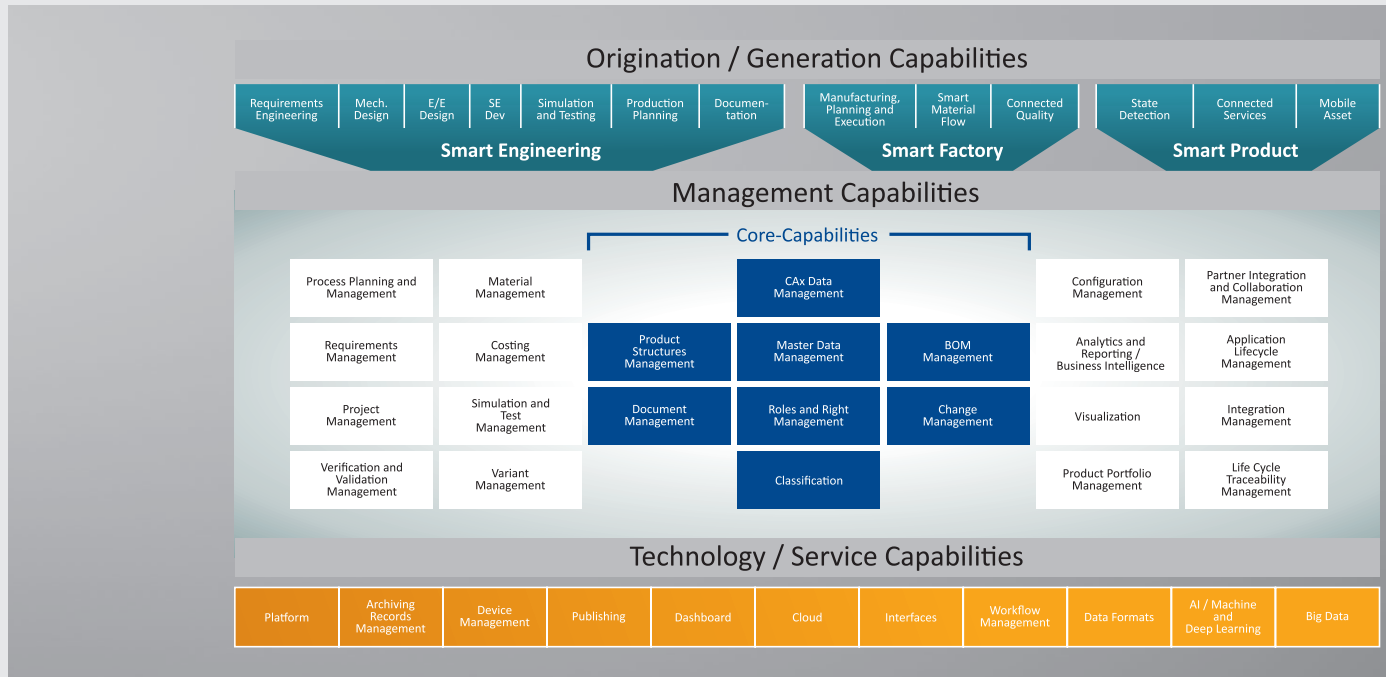 Origination / Generation Capabilities
Requirements
Engineering
Mech.
Design
E/E
Design
SE
Dev
Simulation
and Testing
Production
Planning
Documen-
tation
Smart Engineering
Manufacturing,
Planning and
Execution
Smart
Material
Flow
Connected
Quality
Smart Factory
State
Detection
Connected
Services
Mobile
Asset
Smart Product
Management Capabilities
Core-Capabilities
Process Planning and
Management
Material
Management
CAx Data
Management
Configuration
Management
Partner Integration
and Collaboration
Management
Requirements
Management
Costing
Management
Product
Structures
Management
Master Data
Management
BOM
Management
Analytics and
Reporting /
Business Intelligence
Application
Lifecycle
Management
Project
Management
Simulation and
Test
Management
Document
Management
Roles and Right
Management
Change
Management
Visualization
Integration
Management
Verification and
Validation
Management
Variant
Management
Classification
Product Portfolio
Management
Life Cycle
Traceability
Management
Technology / Service Capabilities
Platform
Archiving
Records
Management
Device
Management
Publishing
Dashboard
Cloud
Interfaces
Workflow
Management
Data Formats
AI / Machine
and
Deep Learning
Big Data